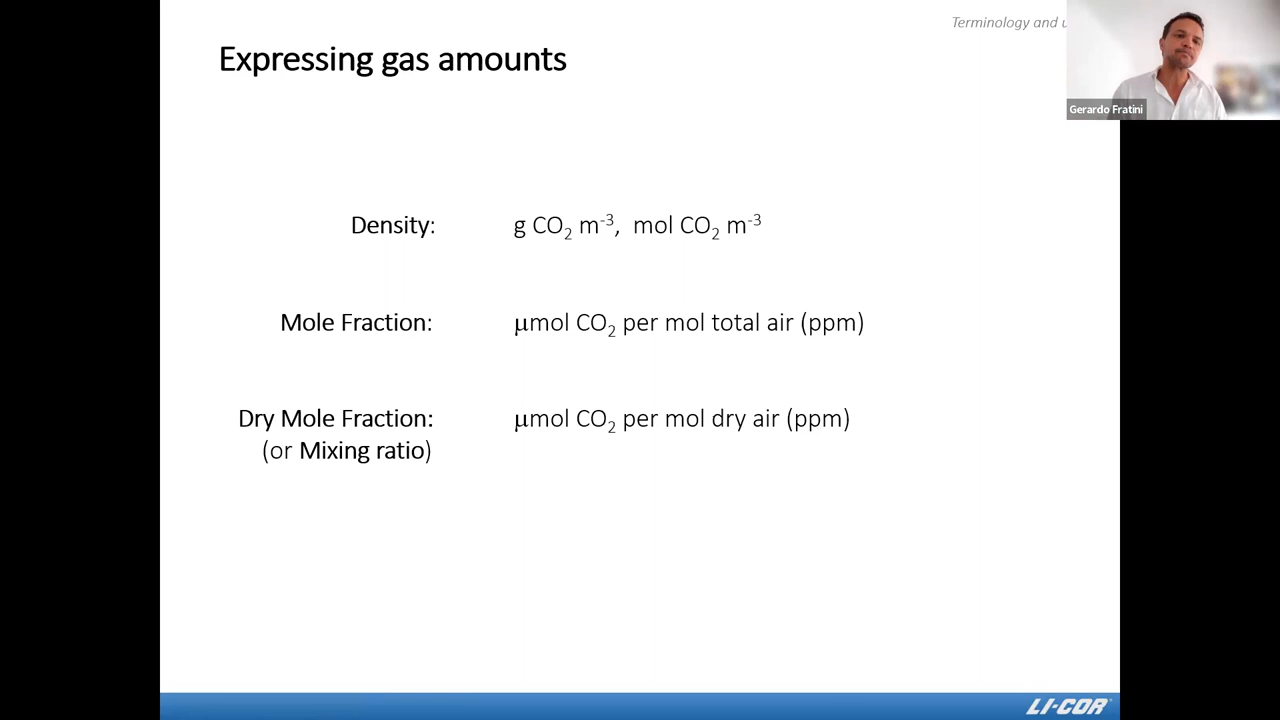 Terminology and u
Expressing gas amounts
Gerardo Fratini
Density: g CO₂ m⁻³, mol CO₂ m⁻³
Mole Fraction: µmol CO₂ per mol total air (ppm)
Dry Mole Fraction: µmol CO₂ per mol dry air (ppm)
(or Mixing ratio)
LI-COR